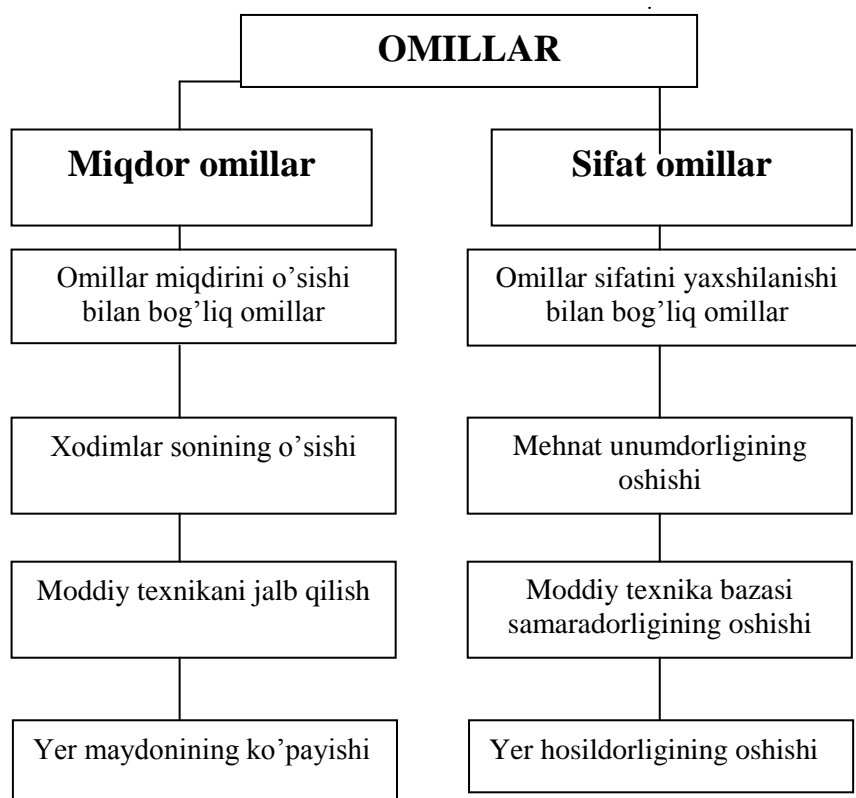 OMILLAR
Miqdor omillar
Sifat omillar
Omillar miqdirini o’sishi
bilan bog’liq omillar
Omillar sifatini yaxshilanishi
bilan bog’liq omillar
Xodimlar sonining o’sishi
Mehnat unumdorligining
oshishi
Moddiy texnikani jalb qilish
Moddiy texnika bazasi
samaradorligining oshishi
Yer maydonining ko’payishi
Yer hosildorligining oshishi